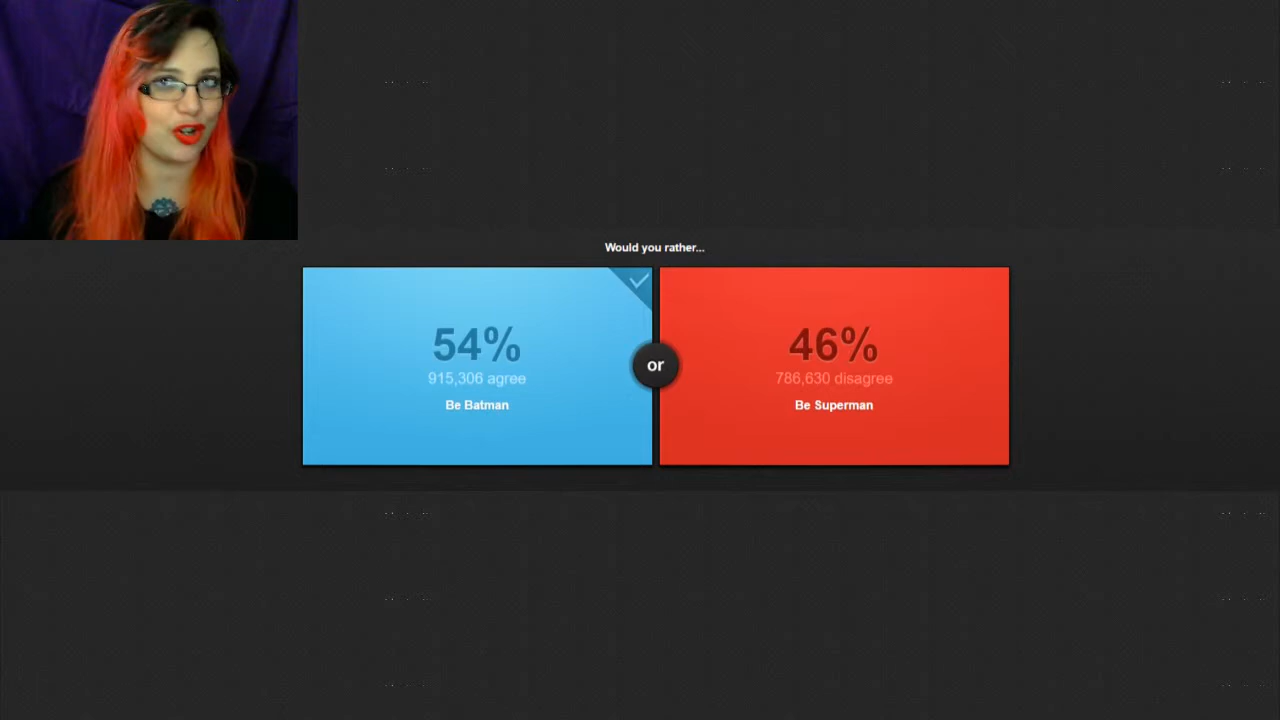 Would you rather...
54%
915,306 agree
Be Batman
or
46%
786,630 disagree
Be Superman